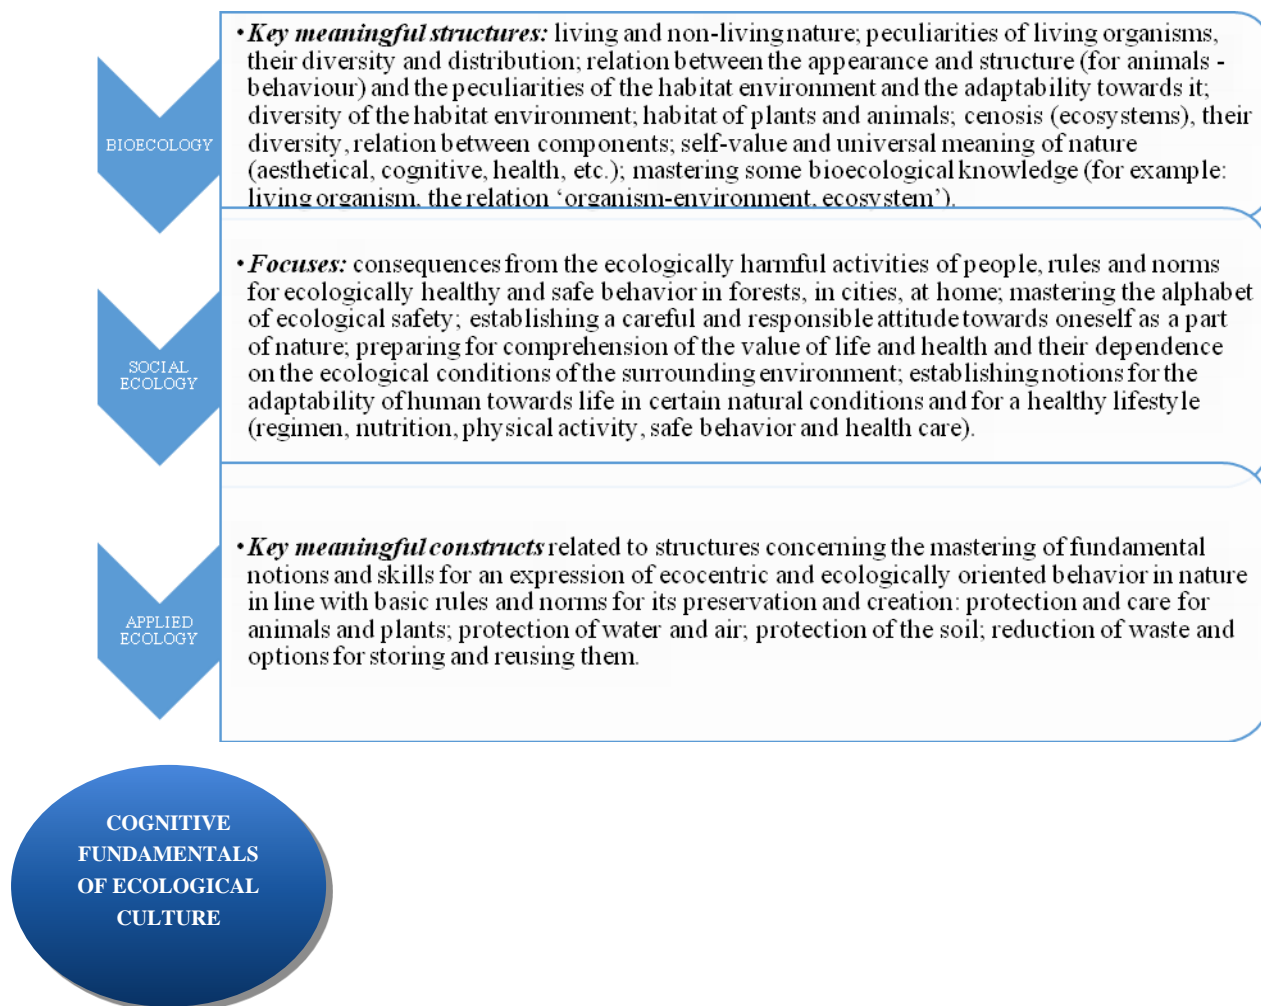 BIOECOLOGY
• Key meaningful structures: living and non-living nature; peculiarities of living organisms,
their diversity and distribution; relation between the appearance and structure (for animals -
behaviour) and the peculiarities of the habitat environment and the adaptability towards it;
diversity of the habitat environment; habitat of plants and animals; cenosis (ecosystems), their
diversity, relation between components; self-value and universal meaning of nature
(aesthetical, cognitive, health, etc.); mastering some bioecological knowledge (for example:
living organism, the relation ‘organism-environment, ecosystem’).
SOCIAL
ECOLOGY
• Focuses: consequences from the ecologically harmful activities of people, rules and norms
for ecologically healthy and safe behavior in forests, in cities, at home; mastering the alphabet
of ecological safety; establishing a careful and responsible attitude towards oneself as a part
of nature; preparing for comprehension of the value of life and health and their dependence
on the ecological conditions of the surrounding environment; establishing notions for the
adaptability of human towards life in certain natural conditions and for a healthy lifestyle
(regimen, nutrition, physical activity, safe behavior and health care).
APPLIED
ECOLOGY
• Key meaningful constructs related to structures concerning the mastering of fundamental
notions and skills for an expression of ecocentric and ecologically oriented behavior in nature
in line with basic rules and norms for its preservation and creation: protection and care for
animals and plants; protection of water and air; protection of the soil; reduction of waste and
options for storing and reusing them.
COGNITIVE
FUNDAMENTALS
OF ECOLOGICAL
CULTURE